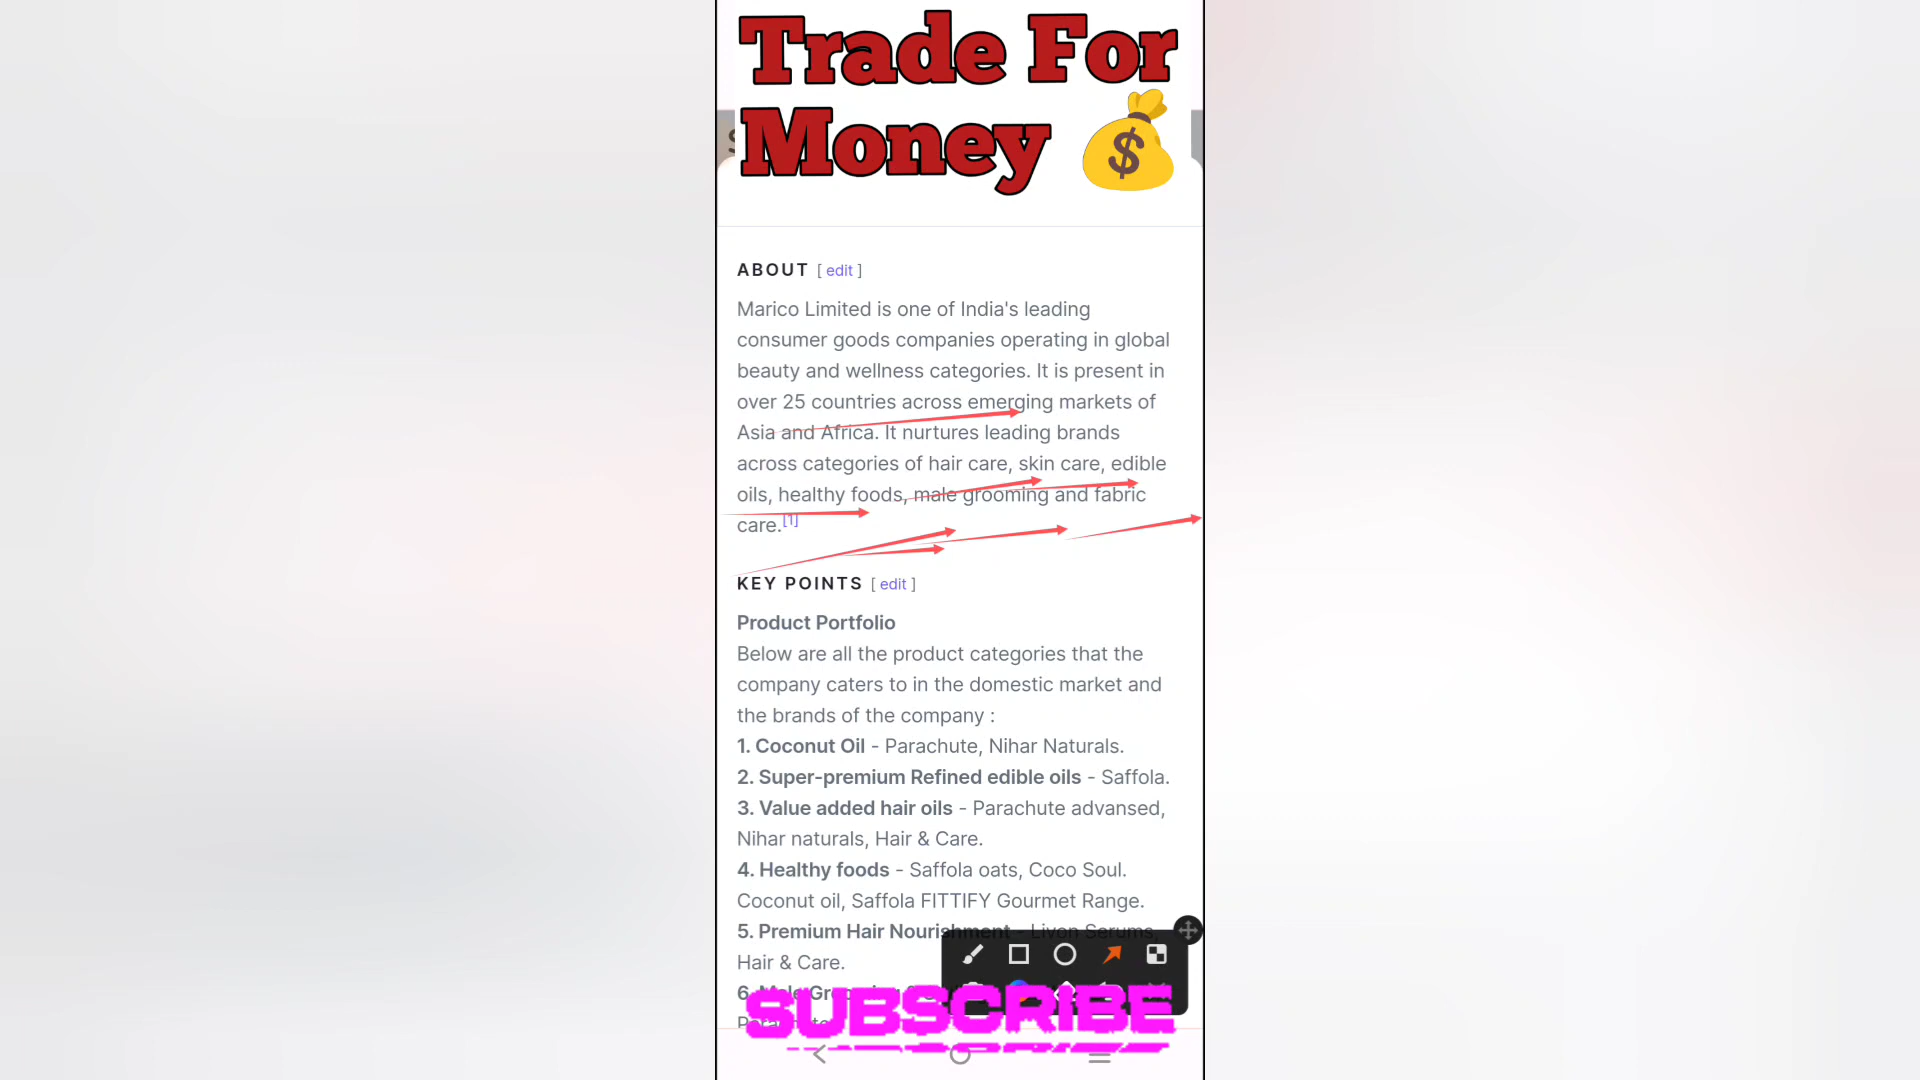 Trade For
Money
ABOUT [ edit ]
Marico Limited is one of India's leading
consumer goods companies operating in global
beauty and wellness categories. It is present in
over 25 countries across emerging markets of
Asia and Africa. It nurtures leading brands
across categories of hair care, skin care, edible
oils, healthy foods, male grooming and fabric
care.[1]
KEY POINTS [ edit ]
Product Portfolio
Below are all the product categories that the
company caters to in the domestic market and
the brands of the company :
1. Coconut Oil - Parachute, Nihar Naturals.
2. Super-premium Refined edible oils - Saffola.
3. Value added hair oils - Parachute advansed,
Nihar naturals, Hair & Care.
4. Healthy foods - Saffola oats, Coco Soul.
Coconut oil, Saffola FITTIFY Gourmet Range.
5. Premium Hair Nourishment - Livon Serums,
Hair & Care.
6. Male
SUBSCRIBE